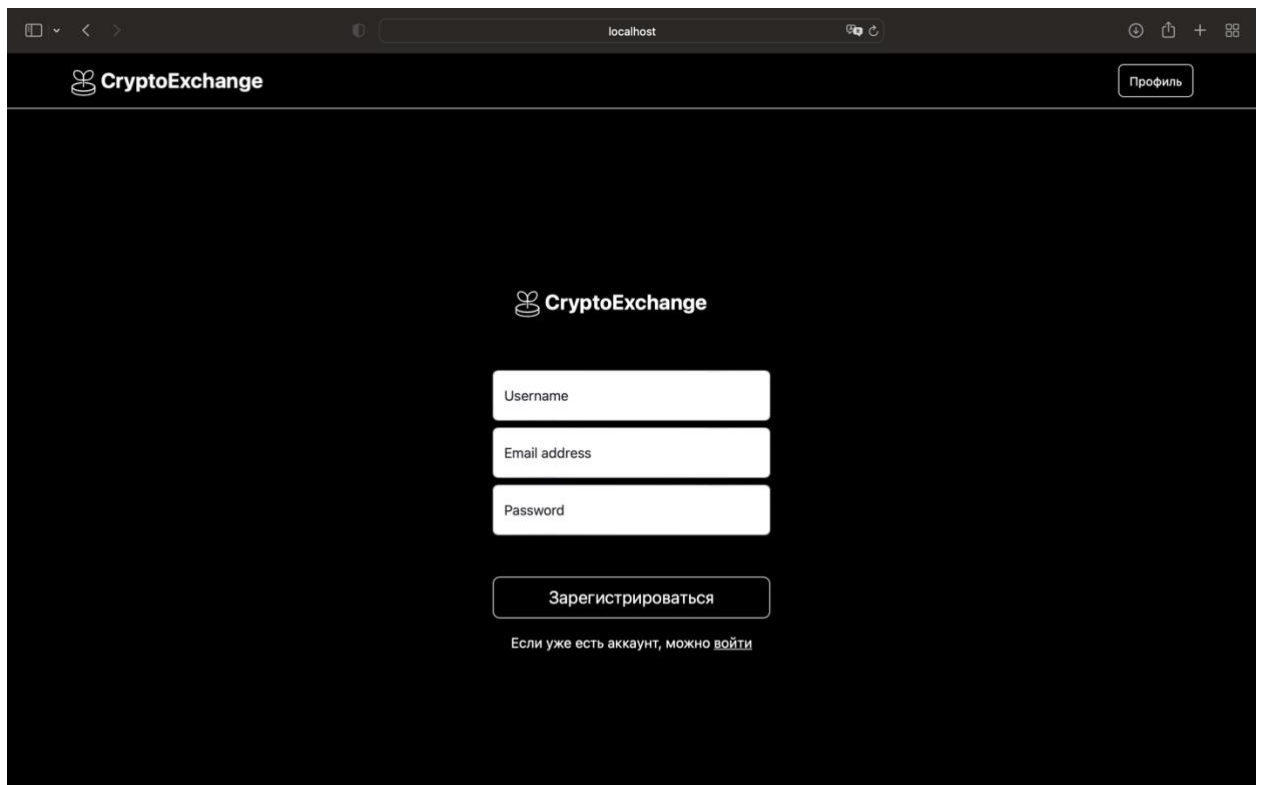 localhost
CryptoExchange
Профиль
CryptoExchange
Username
Email address
Password
Зарегистрироваться
Если уже есть аккаунт, можно войти